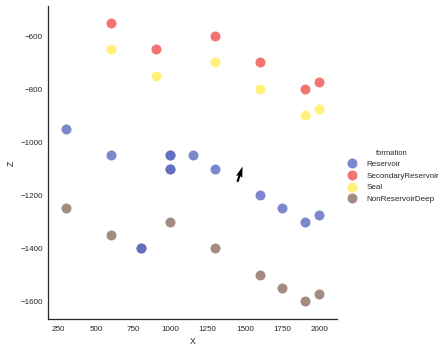 −600
−800
−1000
−1200
−1400
−1600
Z
250
500
750
1000
1250
1500
1750
2000
X
formation
Reservoir
SecondaryReservoir
Seal
NonReservoirDeep